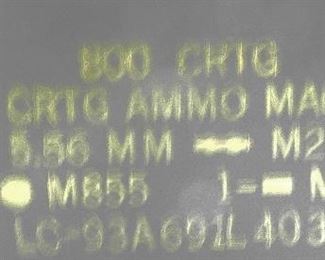 800 CRTG
CRTG AMMO MA
5.56 MM M2
M855 1=
LC-93A691L403